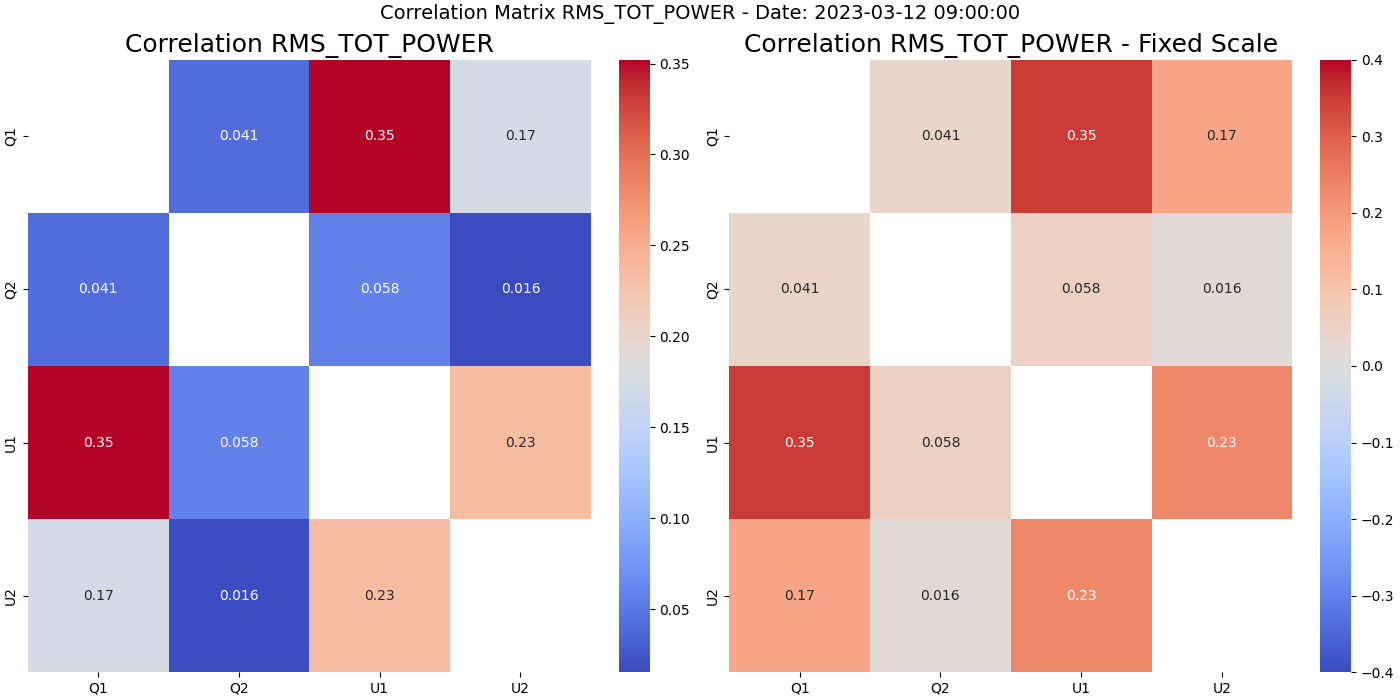 Correlation Matrix RMS_TOT_POWER - Date: 2023-03-12 09:00:00
Correlation RMS_TOT_POWER
Q1
0.041
0.35
0.17
Q2
0.041
0.058
0.016
U1
0.35
0.058
0.23
U2
0.17
0.016
0.23
Q1
Q2
U1
U2
0.35
0.30
0.25
0.20
0.15
0.10
0.05
Correlation RMS_TOT_POWER - Fixed Scale
Q1
0.041
0.35
0.17
Q2
0.041
0.058
0.016
U1
0.35
0.058
0.23
U2
0.17
0.016
0.23
Q1
Q2
U1
U2
0.4
0.3
0.2
0.1
0.0
−0.1
−0.2
−0.3
−0.4